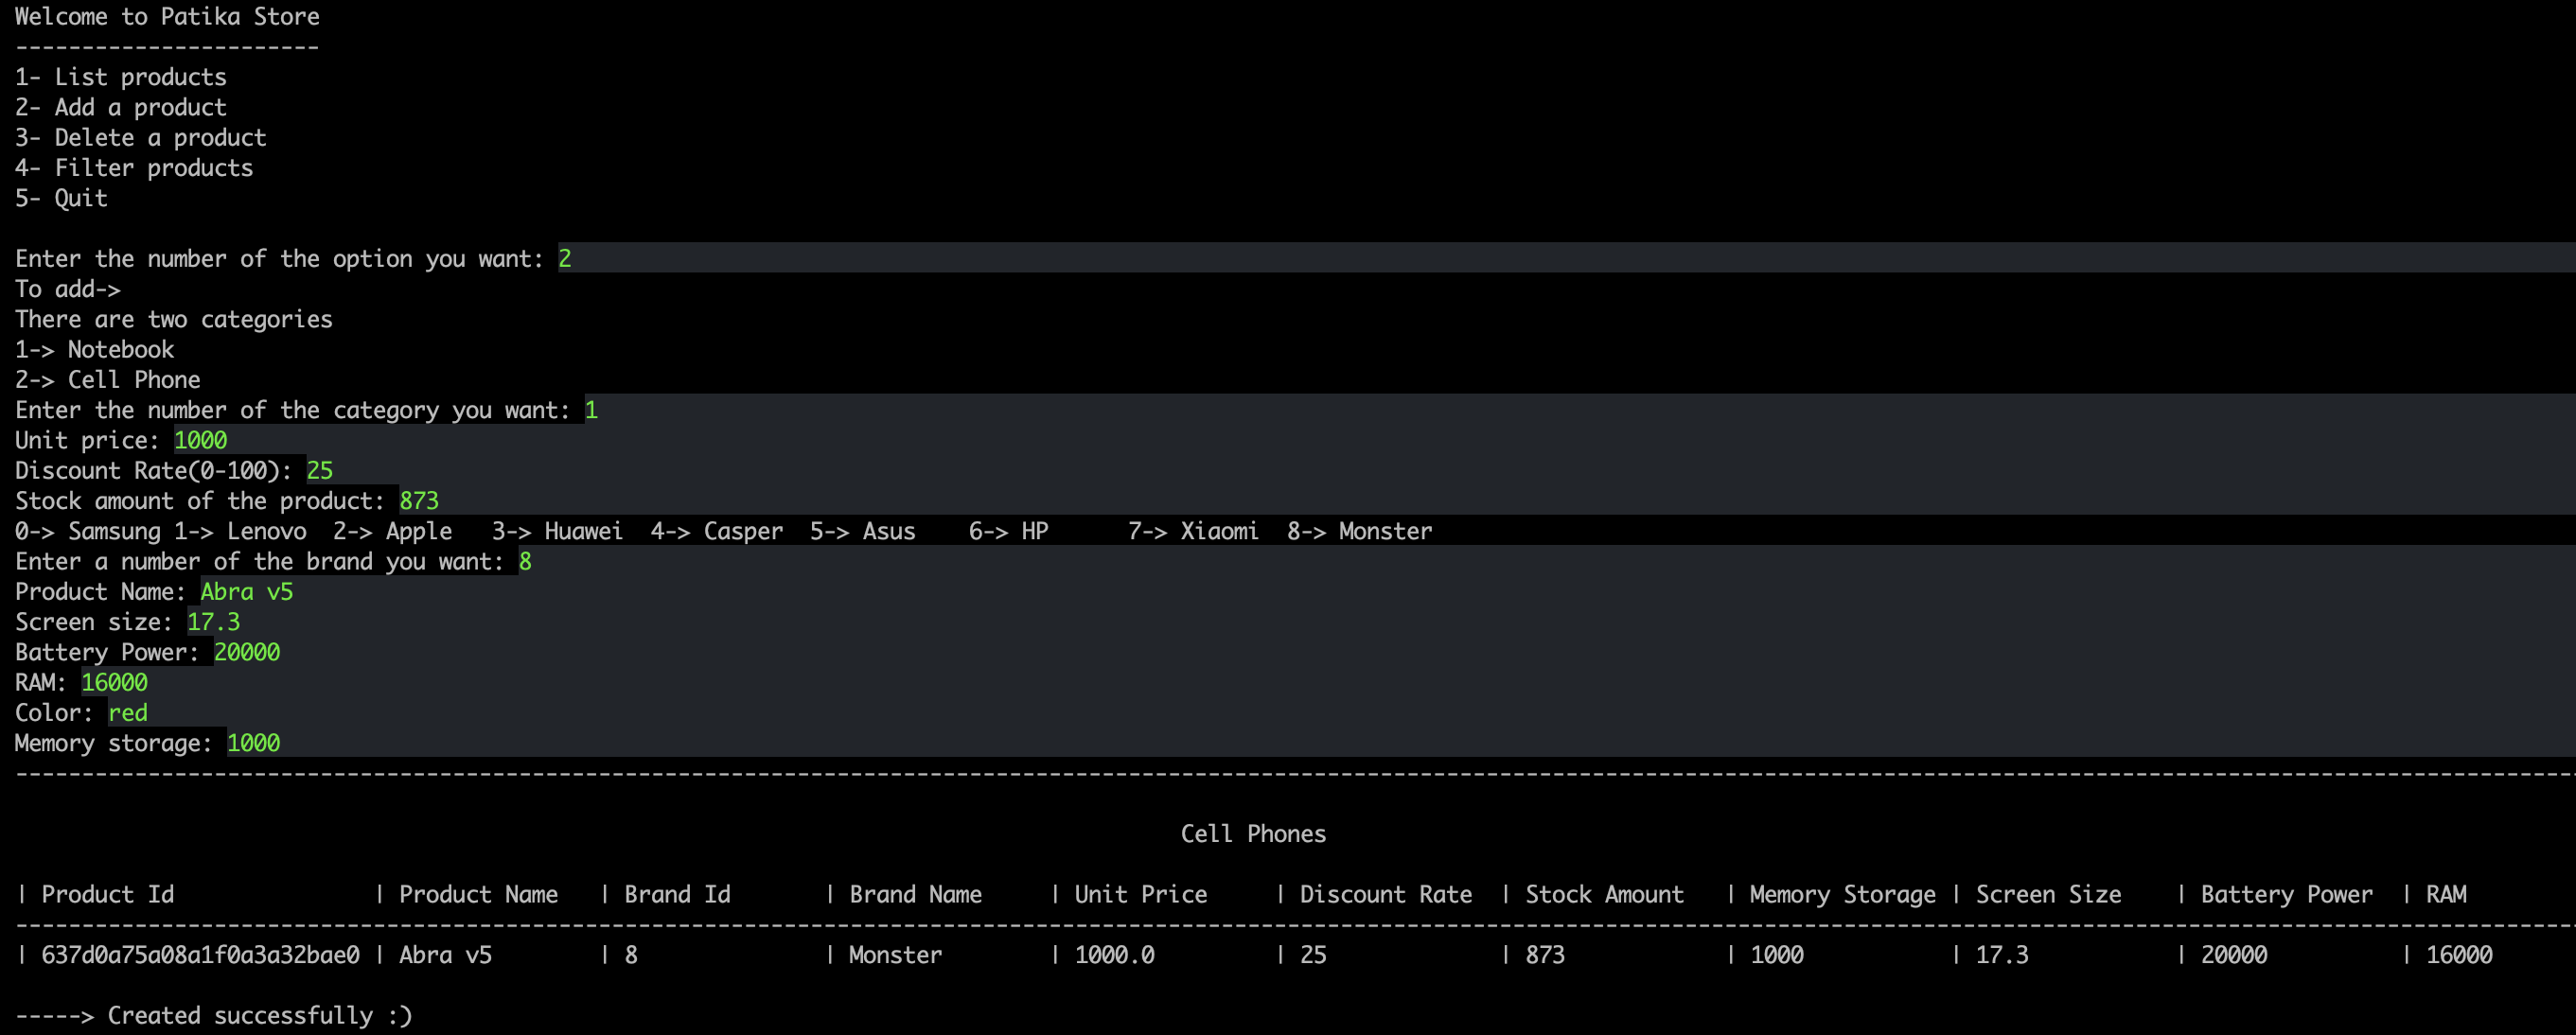 Welcome to Patika Store
-----------------------
1- List products
2- Add a product
3- Delete a product
4- Filter products
5- Quit
Enter the number of the option you want: 2
To add->
There are two categories
1-> Notebook
2-> Cell Phone
Enter the number of the category you want: 1
Unit price: 1000
Discount Rate(0-100): 25
Stock amount of the product: 873
0-> Samsung 1-> Lenovo  2-> Apple   3-> Huawei  4-> Casper  5-> Asus    6-> HP      7-> Xiaomi  8-> Monster
Enter a number of the brand you want: 8
Product Name: Abra v5
Screen size: 17.3
Battery Power: 20000
RAM: 16000
Color: red
Memory storage: 1000
Cell Phones
| Product Id               | Product Name   | Brand Id       | Brand Name     | Unit Price     | Discount Rate  | Stock Amount   | Memory Storage | Screen Size    | Battery Power  | RAM
| 637d0a75a08a1f0a3a32bae0 | Abra v5        | 8              | Monster        | 1000.0         | 25             | 873            | 1000           | 17.3           | 20000          | 16000
-----> Created successfully :)